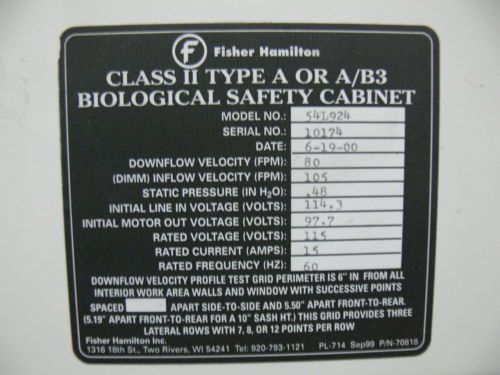 f Fisher Hamilton
CLASS II TYPE A OR A/B3
BIOLOGICAL SAFETY CABINET
MODEL NO.: 54L924
SERIAL NO.: 10174
DATE: 6-19-00
DOWNFLOW VELOCITY (FPM): 80
(DIMM) INFLOW VELOCITY (FPM): 105
STATIC PRESSURE (IN H₂O): .48
INITIAL LINE IN VOLTAGE (VOLTS): 114.3
INITIAL MOTOR OUT VOLTAGE (VOLTS): 97.7
RATED VOLTAGE (VOLTS): 115
RATED CURRENT (AMPS): 15
RATED FREQUENCY (HZ): 60
DOWNFLOW VELOCITY PROFILE TEST GRID PERIMETER IS 6" IN FROM ALL
INTERIOR WORK AREA WALLS AND WINDOW WITH SUCCESSIVE POINTS
SPACED APART SIDE-TO-SIDE AND 5.50" APART FRONT-TO-REAR.
(5.19" APART FRONT-TO-REAR FOR A 10" SASH HT.) THIS GRID PROVIDES THREE
LATERAL ROWS WITH 7, 8, OR 12 POINTS PER ROW
Fisher Hamilton Inc.
1316 18th St., Two Rivers, WI 54241 Tel: 920-793-1121 PL-714 Sep99 P/N-70818